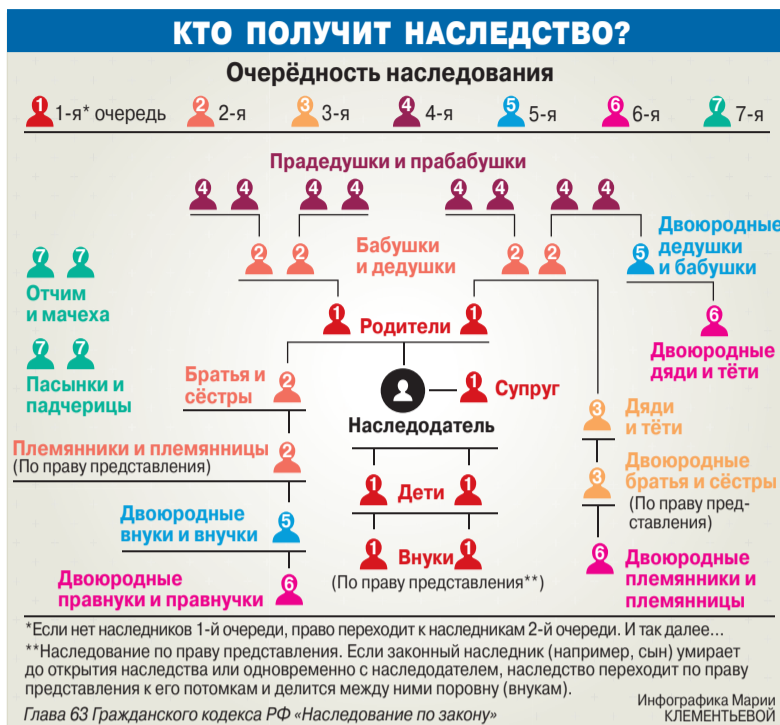 КТО ПОЛУЧИТ НАСЛЕДСТВО?
Очерёдность наследования
1 1-я* очередь 2 2-я 3 3-я 4 4-я 5 5-я 6 6-я 7 7-я
Прадедушки и прабабушки
4 4 4 4 4 4 4 4
2 2
Бабушки
и дедушки
2 2
5
Двоюродные
дедушки
и бабушки
7 7
Отчим
и мачеха
1 Родители 1
6
Двоюродные
дяди и тёти
7 7
Пасынки и
падчерицы
Братья и
сёстры
2
1 Супруг
Наследодатель
3
Дяди
и тёти
Племянники и племянницы
(По праву представления)
2
1 Дети 1
3
Двоюродные
братья и сёстры
(По праву пред-
ставления)
Двоюродные
внуки и внучки
5
1 Внуки 1
(По праву представления**)
6
Двоюродные
племянники и
племянницы
Двоюродные
правнуки и правнучки
6
*Если нет наследников 1-й очереди, право переходит к наследникам 2-й очереди. И так далее…
**Наследование по праву представления. Если законный наследник (например, сын) умирает
до открытия наследства или одновременно с наследодателем, наследство переходит по праву
представления к его потомкам и делится между ними поровну (внукам).
Глава 63 Гражданского кодекса РФ «Наследование по закону»
Инфографика Марии
КЛЕМЕНТЬЕВОЙ